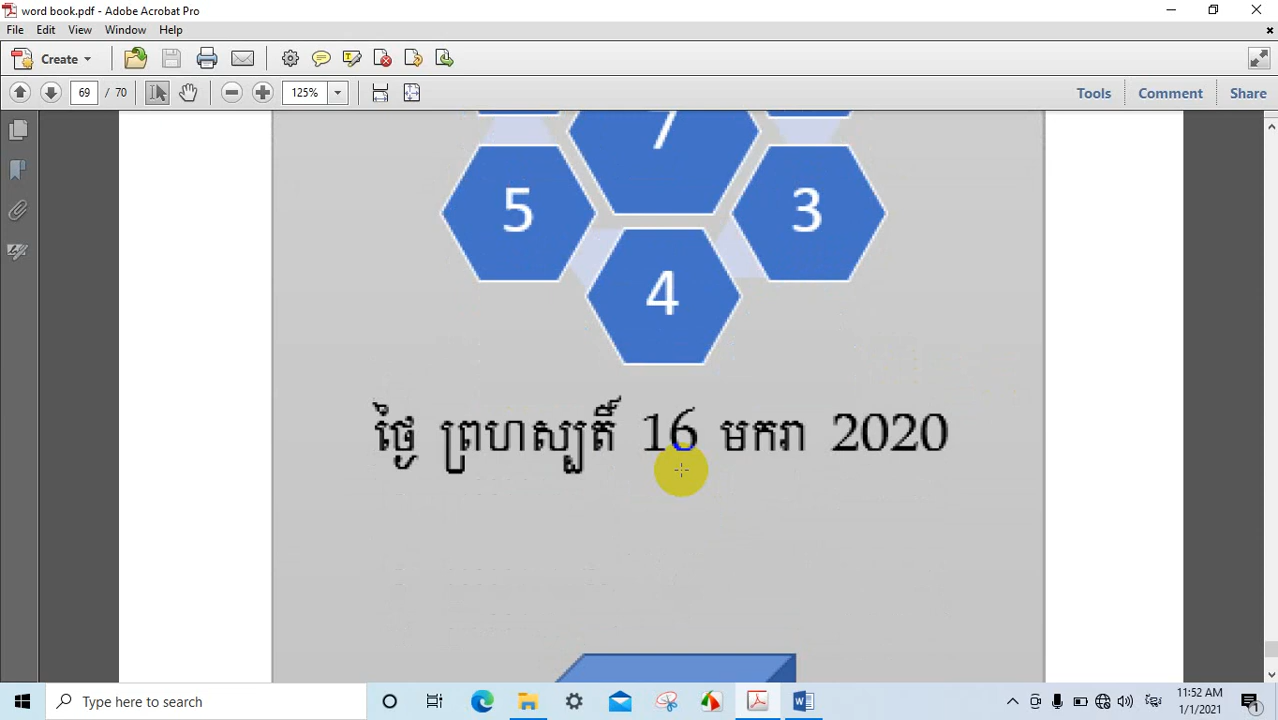 word book.pdf - Adobe Acrobat Pro
File Edit View Window Help
Create
69 / 70 125% Tools Comment Share
7
5 3
4
ថ្ងៃ ព្រហស្បតិ៍ 16 មករា 2020
Type here to search
11:52 AM
1/1/2021
1